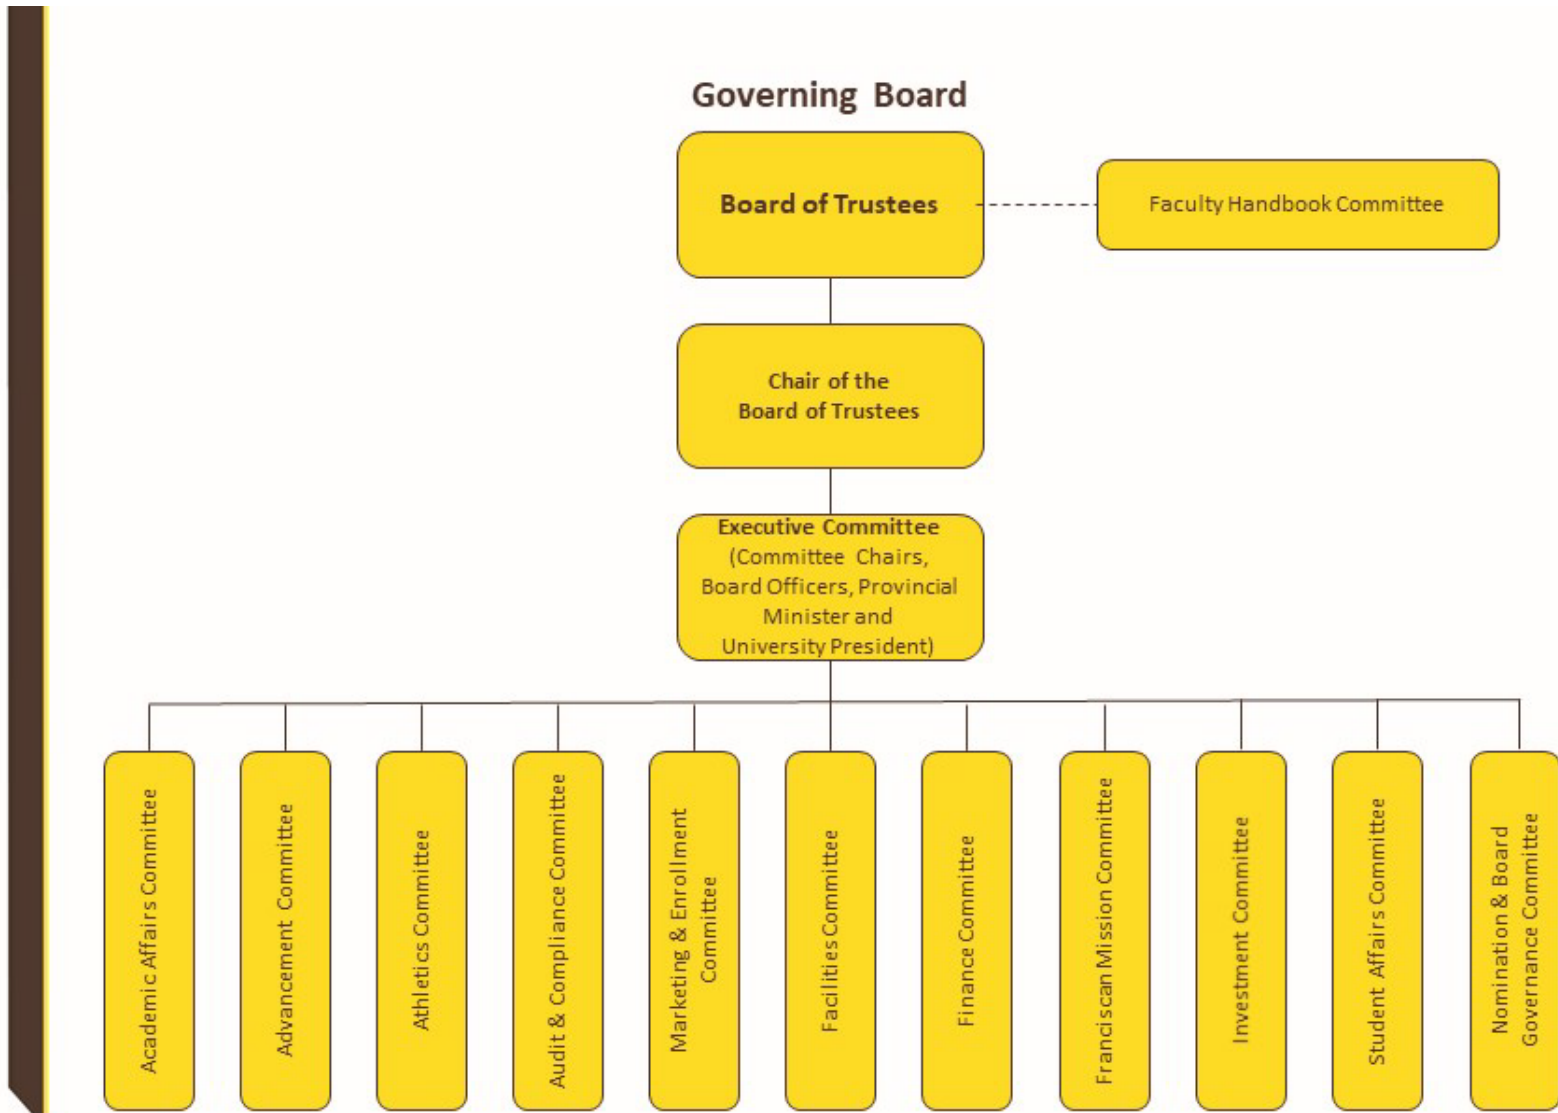 Governing Board
Board of Trustees
Faculty Handbook Committee
Chair of the
Board of Trustees
Executive Committee
(Committee Chairs,
Board Officers, Provincial
Minister and
University President)
Academic Affairs Committee
Advancement Committee
Athletics Committee
Audit & Compliance Committee
Marketing & Enrollment
Committee
Facilities Committee
Finance Committee
Franciscan Mission Committee
Investment Committee
Student Affairs Committee
Nomination & Board
Governance Committee